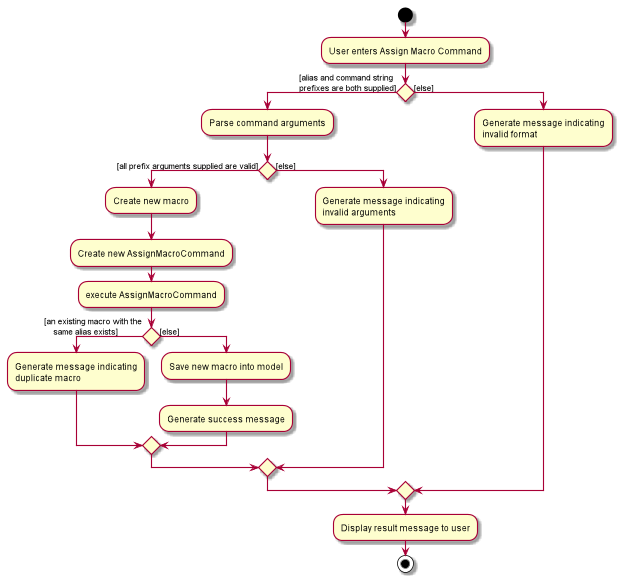 User enters Assign Macro Command
[alias and command string
prefixes are both supplied]
[else]
Parse command arguments
Generate message indicating
invalid format
[all prefix arguments supplied are valid]
[else]
Create new macro
Generate message indicating
invalid arguments
Create new AssignMacroCommand
execute AssignMacroCommand
[an existing macro with the
same alias exists]
[else]
Generate message indicating
duplicate macro
Save new macro into model
Generate success message
Display result message to user